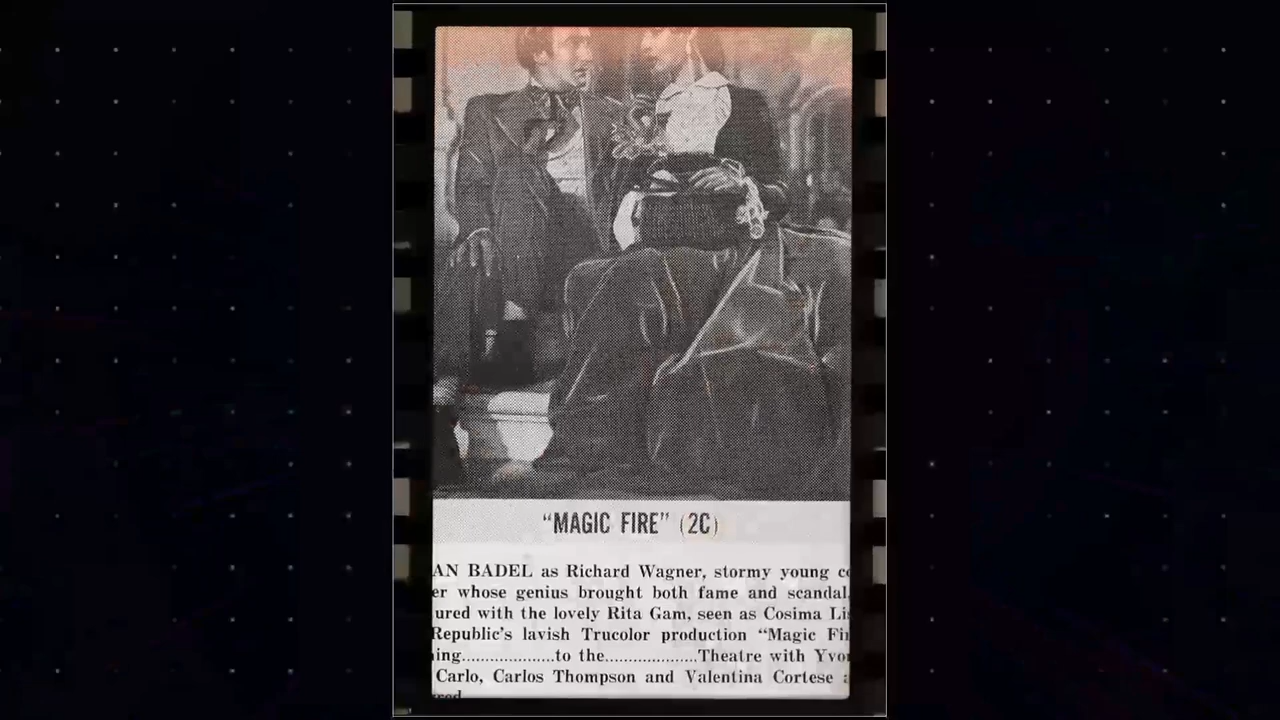 "MAGIC FIRE" (2C)
AN BADEL as Richard Wagner, stormy young c
er whose genius brought both fame and scandal,
ured with the lovely Rita Gam, seen as Cosima Li
Republic's lavish Trucolor production "Magic Fi
ing....................to the....................Theatre with Yvo
Carlo, Carlos Thompson and Valentina Cortese